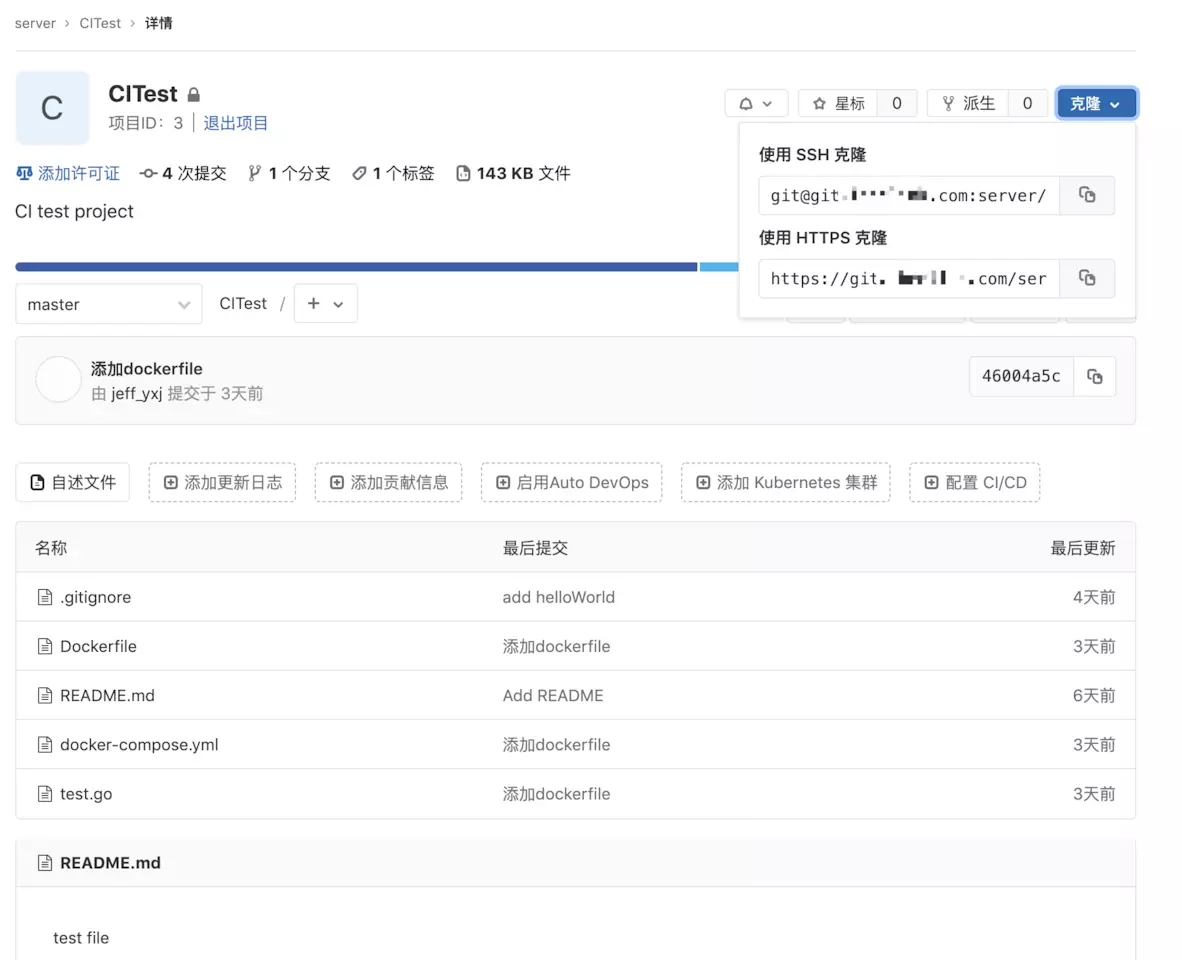 server › CITest › 详情
C
CITest
项目ID：3 | 退出项目
星标 0
派生 0
克隆
添加许可证 4 次提交 1 个分支 1 个标签 143 KB 文件
CI test project
使用 SSH 克隆
git@git. .com:server/
使用 HTTPS 克隆
https://git. .com/ser
master
CITest / +
添加dockerfile
由 jeff_yxj 提交于 3天前
46004a5c
自述文件 添加更新日志 添加贡献信息 启用Auto DevOps 添加 Kubernetes 集群 配置 CI/CD
名称 最后提交 最后更新
.gitignore add helloWorld 4天前
Dockerfile 添加dockerfile 3天前
README.md Add README 6天前
docker-compose.yml 添加dockerfile 3天前
test.go 添加dockerfile 3天前
README.md
test file